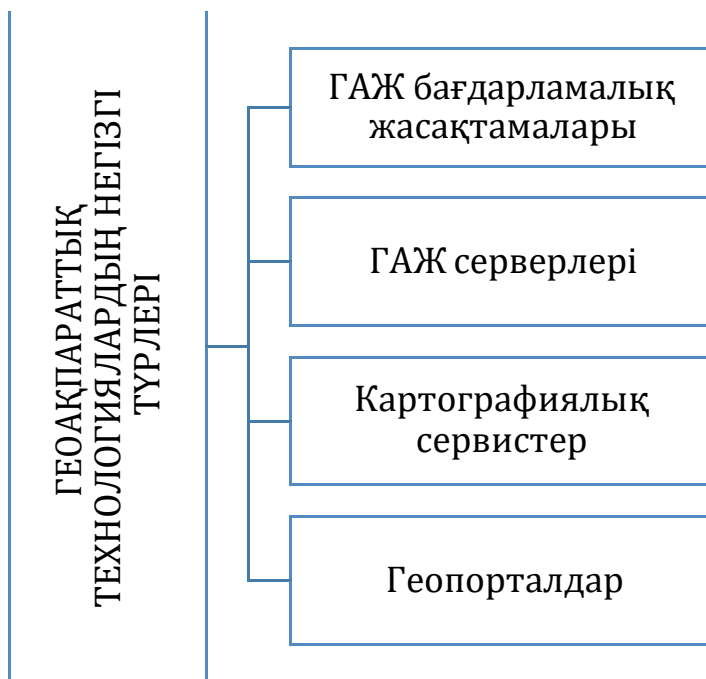 ГЕОАҚПАРАТТЫҚ
ТЕХНОЛОГИЯЛАРДЫҢ НЕГІЗГІ
ТҮРЛЕРІ
ГАЖ бағдарламалық
жасақтамалары
ГАЖ серверлері
Картографиялық
сервистер
Геопорталдар